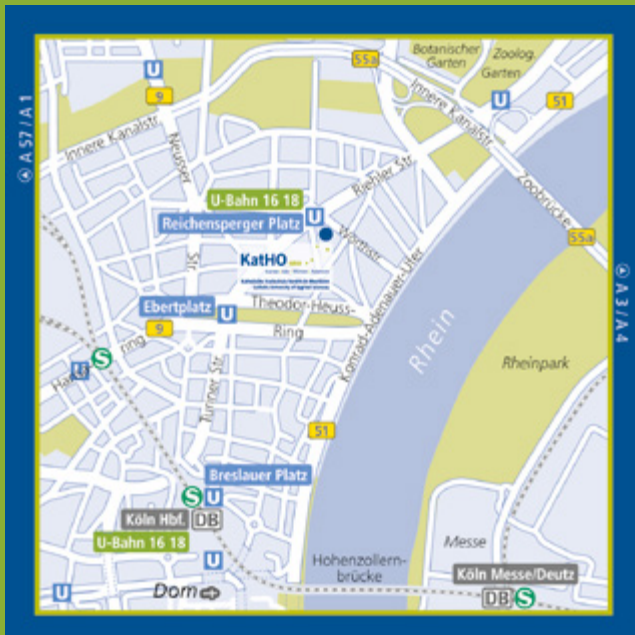 Botanischer
Garten
Zoolog.
Garten
55a
U
9
U
51
Innere Kanalstr.
Innere Kanalstr.
A 57 / A 1
Neusser
Str.
Riehler Str.
U-Bahn 16 18
Reichensperger Platz
U
Wörthstr.
Zoobrücke
55a
KatHO
A 3 / A 4
Konrad-Adenauer-Ufer
Theodor-Heuss-
Ring
Ebertplatz
U
9
Rhein
Rheinpark
S
U
ring
Turiner Str.
51
Breslauer Platz
S
U
Köln Hbf.
DB
U-Bahn 16 18
Messe
U
Hohenzollern-
brücke
Köln Messe/Deutz
DB
S
U
Dom